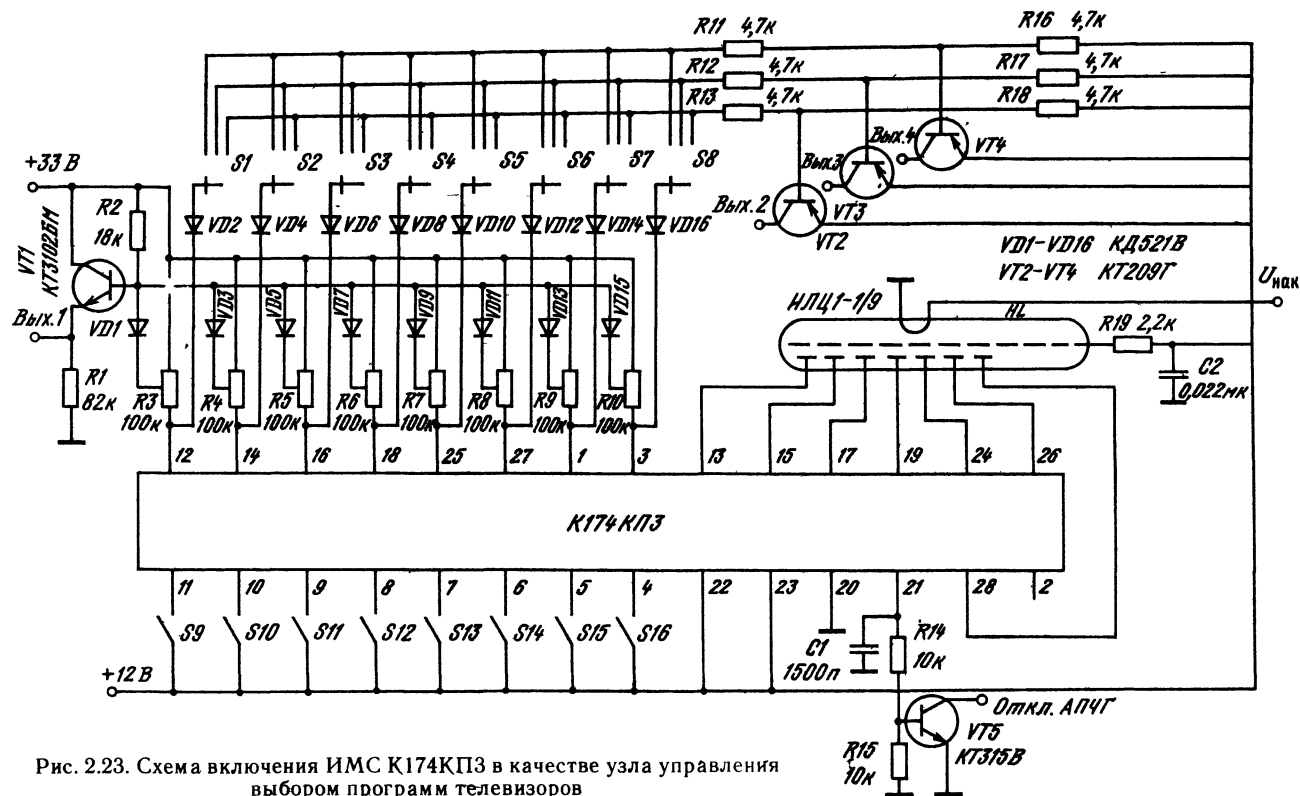 R11 4,7к
R16 4,7к
R12 4,7к
R17 4,7к
R13 4,7к
R18 4,7к
S1 S2 S3 S4 S5 S6 S7 S8
Вых.4
VT4
Вых.3
VT3
Вых.2
VT2
+33 В
R2
18к
VT1
КТ3102БМ
VD2 VD4 VD6 VD8 VD10 VD12 VD14 VD16
VD1–VD16 КД521В
VT2–VT4 КТ209Г
Uнак
Вых.1
VD1
VD3 VD5 VD7 VD9 VD11 VD13 VD15
ИЛЦ1-1/9
HL
R19 2,2к
C2
0,022мк
R1
82к
R3 R4 R5 R6 R7 R8 R9 R10
100к 100к 100к 100к 100к 100к 100к 100к
12 14 16 18 25 27 1 3 13 15 17 19 24 26
К174КП3
11 10 9 8 7 6 5 4 22 23 20 21 28 2
S9 S10 S11 S12 S13 S14 S15 S16
C1
1500п
R14
10к
+12 В
Откл. АПЧГ
VT5
КТ315В
R15
10к
Рис. 2.23. Схема включения ИМС К174КП3 в качестве узла управления
выбором программ телевизоров